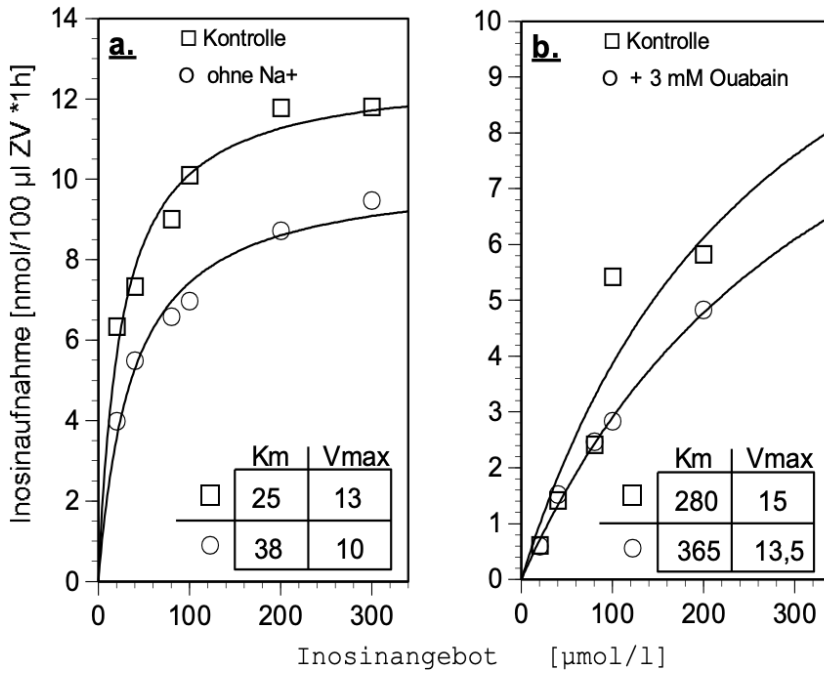 Inosinaufnahme [nmol/100 µl ZV *1h]
14
12
10
8
6
4
2
0
a.
Kontrolle
ohne Na+
Km Vmax
25 13
38 10
0 100 200 300
10
9
8
7
6
5
4
3
2
1
0
b.
Kontrolle
+ 3 mM Ouabain
Km Vmax
280 15
365 13,5
0 100 200 300
Inosinangebot [µmol/l]